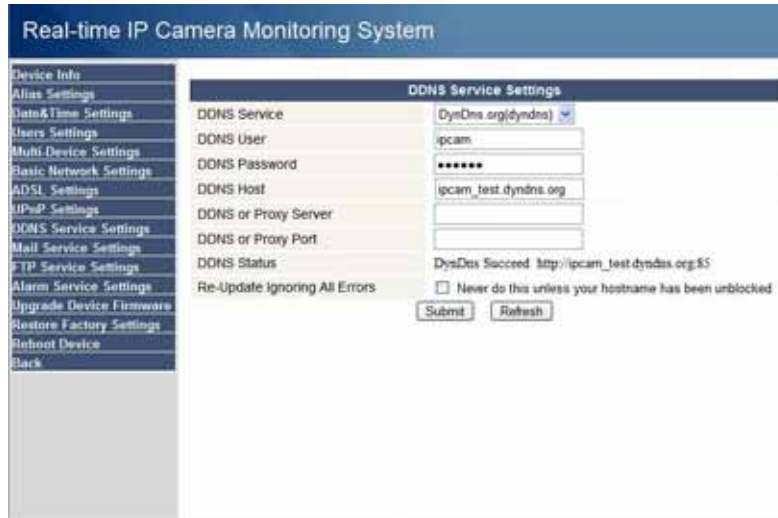 Real-time IP Camera Monitoring System
Device Info
Alias Settings
Date&Time Settings
Users Settings
Multi-Device Settings
Basic Network Settings
ADSL Settings
UPnP Settings
DDNS Service Settings
Mail Service Settings
FTP Service Settings
Alarm Service Settings
Upgrade Device Firmware
Restore Factory Settings
Reboot Device
Back
DDNS Service Settings
DDNS Service DynDns.org(dyndns)
DDNS User ipcam
DDNS Password ••••••
DDNS Host ipcam_test.dyndns.org
DDNS or Proxy Server
DDNS or Proxy Port
DDNS Status DynDns Succeed http://ipcam_test.dyndns.org:85
Re-Update Ignoring All Errors Never do this unless your hostname has been unblocked
Submit Refresh